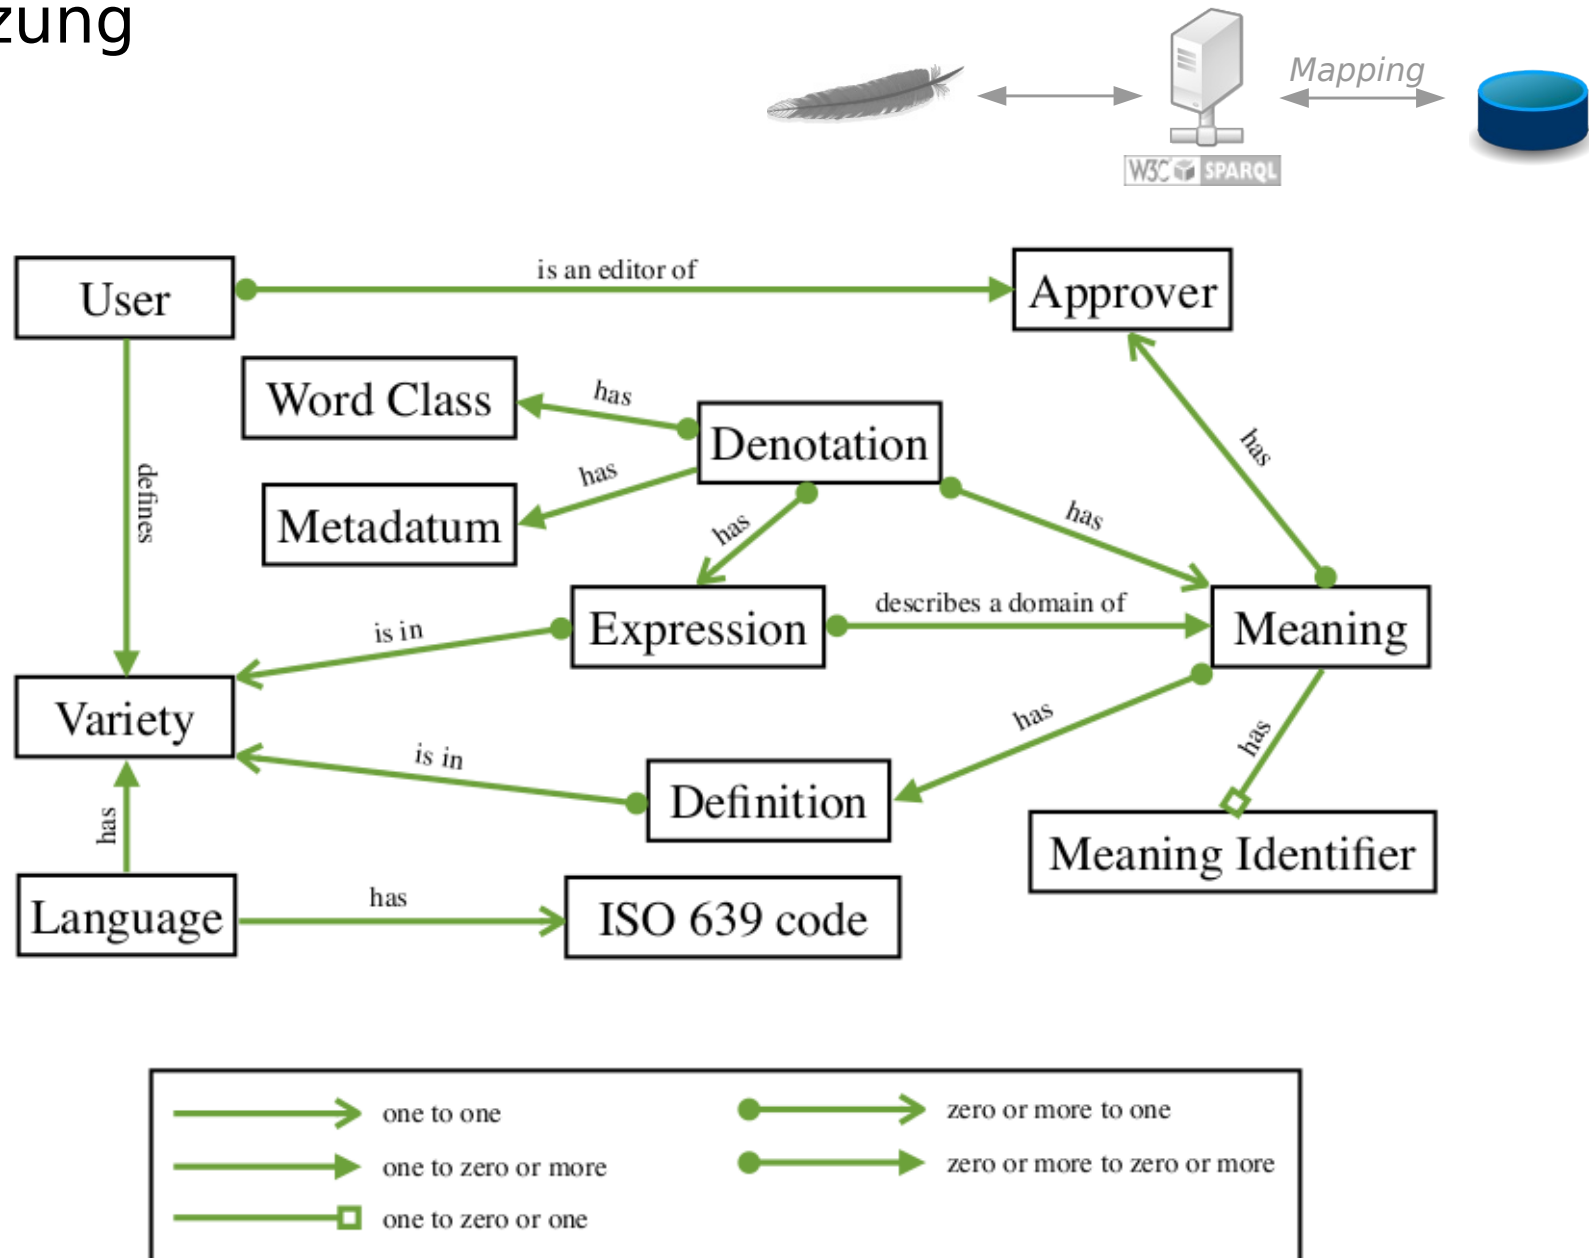 zung
Mapping
W3C SPARQL
is an editor of
User
Approver
Word Class
has
Denotation
has
defines
has
Metadatum
has
has
describes a domain of
is in
Expression
Meaning
Variety
has
is in
has
Definition
has
Meaning Identifier
Language
has
ISO 639 code
one to one
zero or more to one
one to zero or more
zero or more to zero or more
one to zero or one